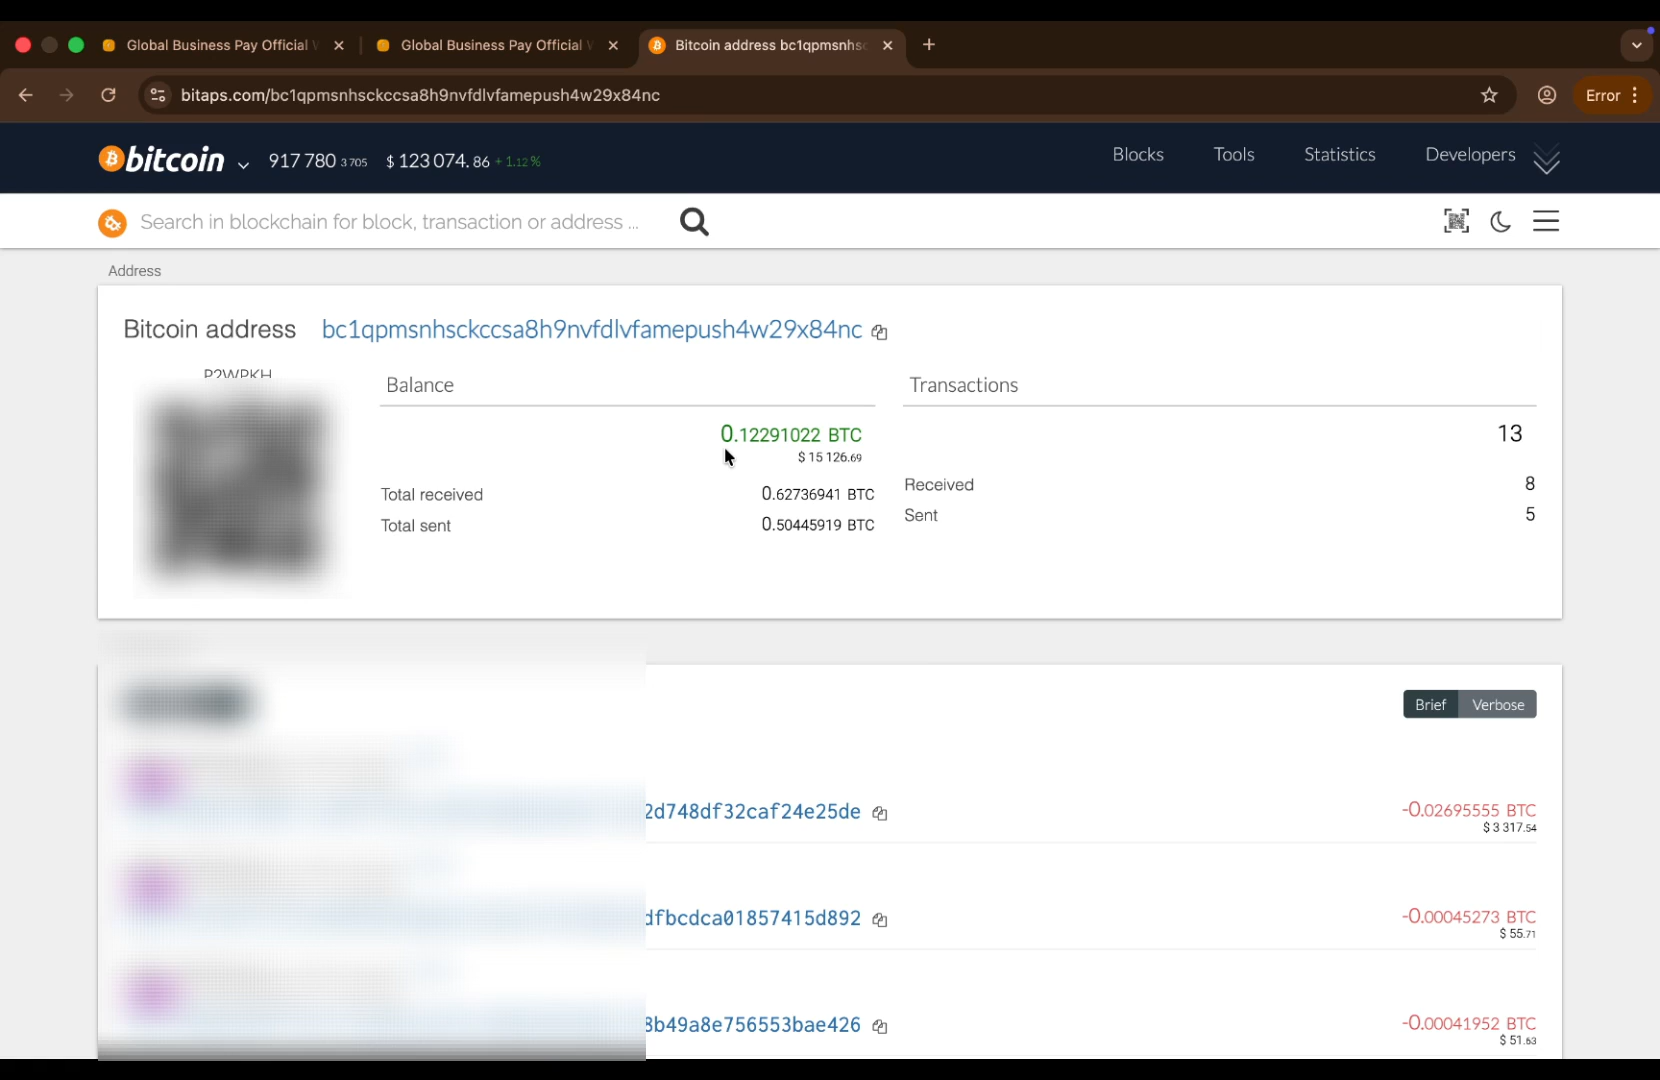 Global Business Pay Official
Global Business Pay Official
Bitcoin address bc1qpmsnhsc
bitaps.com/bc1qpmsnhsckccsa8h9nvfdlvfamepush4w29x84nc
Error
bitcoin 917 780 3 705 $ 123 074. 86 + 1.12 %
Blocks Tools Statistics Developers
Search in blockchain for block, transaction or address ...
Address
Bitcoin address bc1qpmsnhsckccsa8h9nvfdlvfamepush4w29x84nc
P2WPKH
Balance
0.12291022 BTC
$ 15 126.69
Total received 0.62736941 BTC
Total sent 0.50445919 BTC
Transactions
13
Received 8
Sent 5
Brief Verbose
2d748df32caf24e25de -0.02695555 BTC
$ 3 317.54
dfbcdca01857415d892 -0.00045273 BTC
$ 55.71
8b49a8e756553bae426 -0.00041952 BTC
$ 51.63